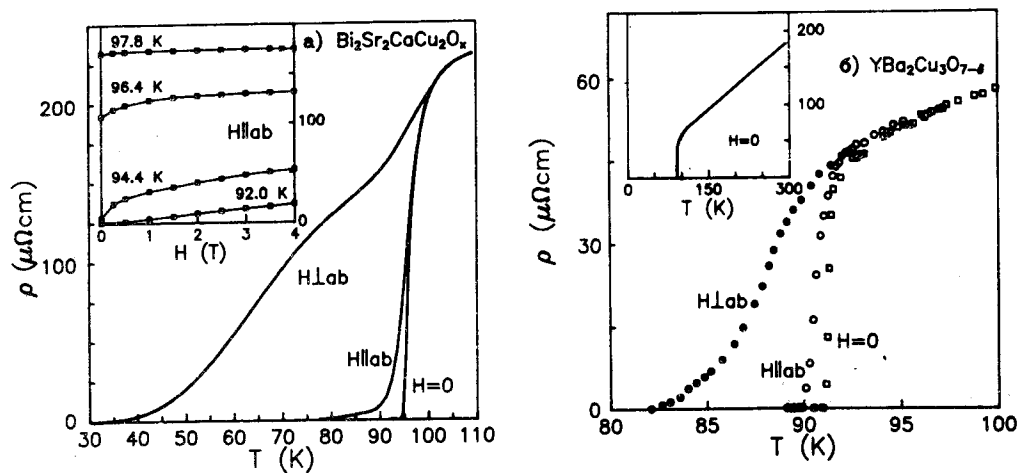 а) Bi₂Sr₂CaCu₂Oₓ
97.8 K
96.4 K
H‖ab
94.4 K
92.0 K
100
0
0 1 2 3 4
H (T)
200
100
0
ρ (μΩcm)
H⊥ab
H‖ab
H=0
30 40 50 60 70 80 90 100 110
T (K)
б) YBa₂Cu₃O₇₋δ
200
100
0
H=0
0 150 300
T (K)
60
30
0
ρ (μΩcm)
H⊥ab
H‖ab
H=0
80 85 90 95 100
T (K)